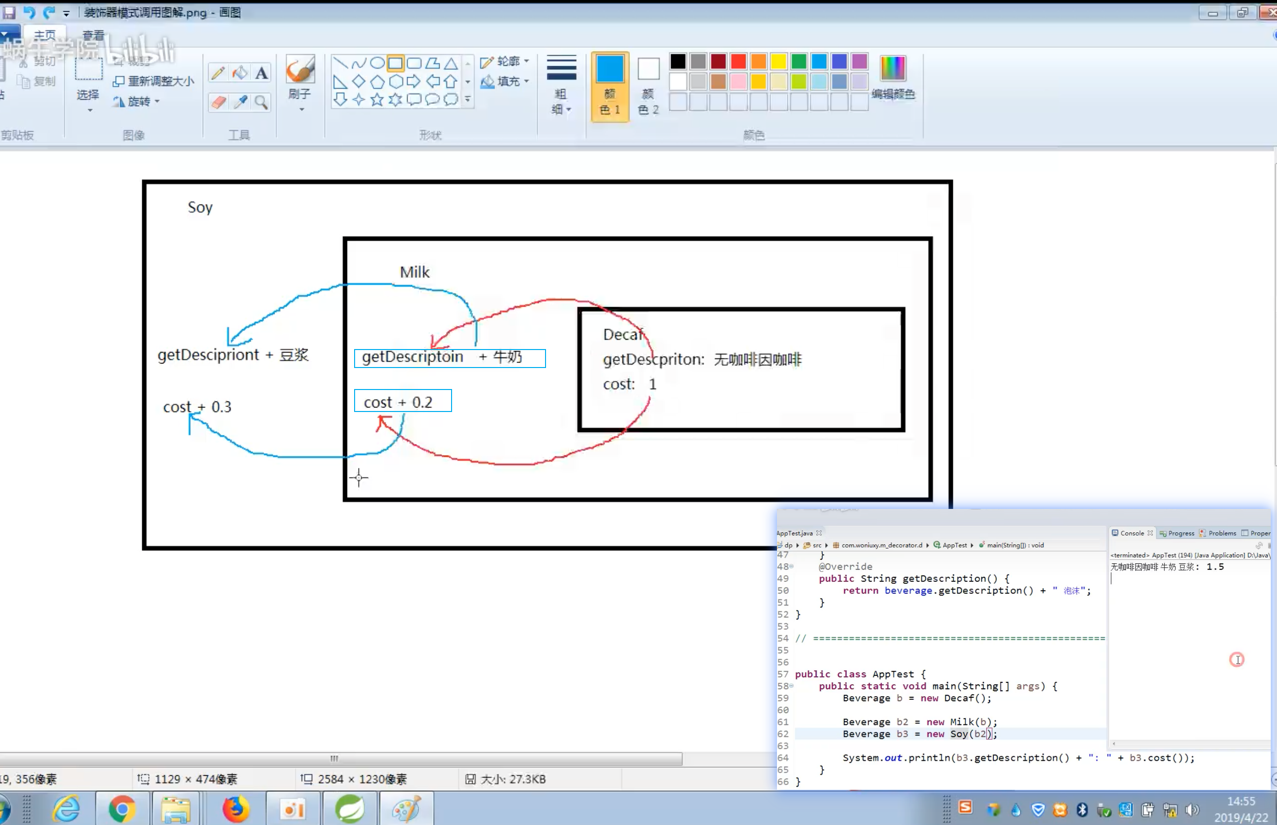 装饰器模式调用图解.png - 画图
主页 查看
蜗牛学院 bilibili
剪切
复制
剪贴板
选择
重新调整大小
旋转
图像
工具
刷子
轮廓
填充
形状
粗
细
颜
色 1
颜
色 2
颜色
编辑颜色
Soy
Milk
Decaf
getDescipriont + 豆浆
getDescriptoin + 牛奶
getDescpriton: 无咖啡因咖啡
cost: 1
cost + 0.3
cost + 0.2
AppTest.java
dp src com.woniuxy.m_decorator.d AppTest main(String[]) : void
47 }
48 @Override
49 public String getDescription() {
50 return beverage.getDescription() + " 泡沫";
51 }
52 }
53
54 // =================================================
55
56
57 public class AppTest {
58 public static void main(String[] args) {
59 Beverage b = new Decaf();
60
61 Beverage b2 = new Milk(b);
62 Beverage b3 = new Soy(b2);
63
64 System.out.println(b3.getDescription() + ": " + b3.cost());
65 }
66 }
Console Progress Problems Proper
<terminated> AppTest (194) [Java Application] D:\Java\
无咖啡因咖啡 牛奶 豆浆: 1.5
19, 356像素
1129 × 474像素
2584 × 1230像素
大小: 27.3KB
14:55
2019/4/22